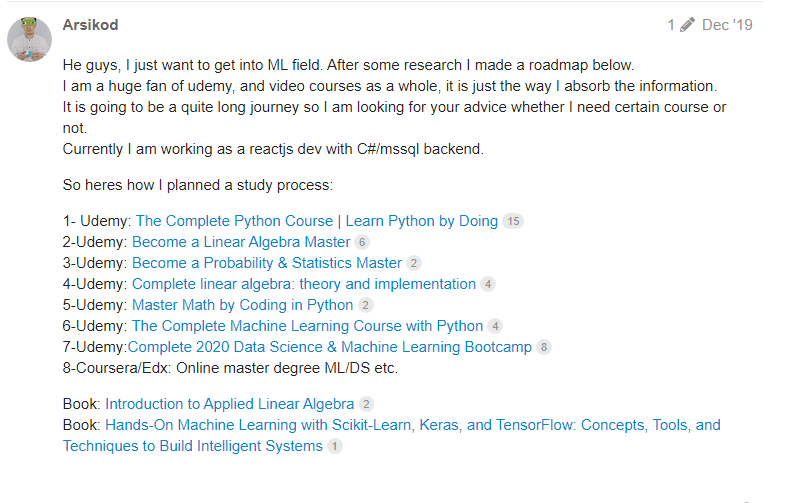 Arsikod
1 Dec '19
He guys, I just want to get into ML field. After some research I made a roadmap below.
I am a huge fan of udemy, and video courses as a whole, it is just the way I absorb the information.
It is going to be a quite long journey so I am looking for your advice whether I need certain course or
not.
Currently I am working as a reactjs dev with C#/mssql backend.
So heres how I planned a study process:
1- Udemy: The Complete Python Course | Learn Python by Doing 15
2-Udemy: Become a Linear Algebra Master 6
3-Udemy: Become a Probability & Statistics Master 2
4-Udemy: Complete linear algebra: theory and implementation 4
5-Udemy: Master Math by Coding in Python 2
6-Udemy: The Complete Machine Learning Course with Python 4
7-Udemy:Complete 2020 Data Science & Machine Learning Bootcamp 8
8-Coursera/Edx: Online master degree ML/DS etc.
Book: Introduction to Applied Linear Algebra 2
Book: Hands-On Machine Learning with Scikit-Learn, Keras, and TensorFlow: Concepts, Tools, and
Techniques to Build Intelligent Systems 1